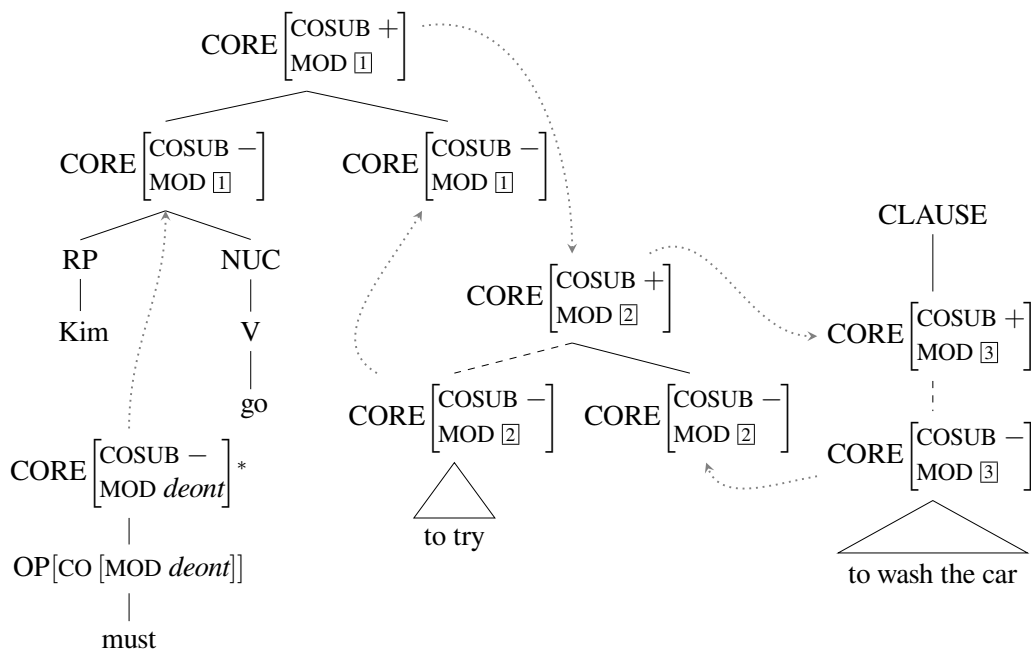 CORE [COSUB +
MOD 1]
CORE [COSUB −
MOD 1]
CORE [COSUB −
MOD 1]
CLAUSE
RP
NUC
CORE [COSUB +
MOD 2]
Kim
V
CORE [COSUB +
MOD 3]
go
CORE [COSUB −
MOD 2]
CORE [COSUB −
MOD 2]
CORE [COSUB −
MOD 3]
CORE [COSUB −
MOD deont]*
to try
OP[CO [MOD deont]]
to wash the car
must